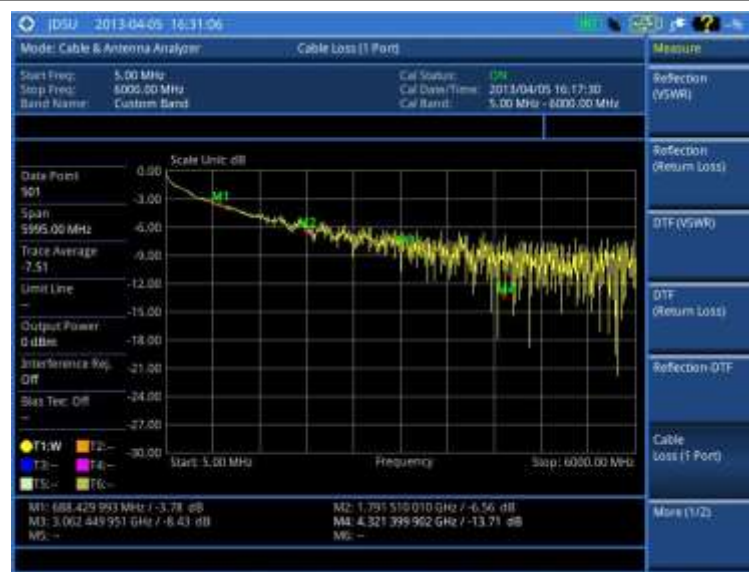 JDSU 2013-04-05 16:31:06
Mode: Cable & Antenna Analyzer Cable Loss (1 Port)
Measure
Start Freq: 5.00 MHz
Stop Freq: 6000.00 MHz
Band Name: Custom Band
Cal Status: ON
Cal Date/Time: 2013/04/05 16:17:30
Cal Band: 5.00 MHz - 6000.00 MHz
Reflection (VSWR)
Reflection (Return Loss)
DTF (VSWR)
DTF (Return Loss)
Reflection-DTF
Cable Loss (1 Port)
More (1/2)
Scale Unit: dB
Data Point
501
Span
5995.00 MHz
Trace Average
-7.51
Limit Line
--
Output Power
0 dBm
Interference Rej.
Off
Bias Tee: Off
--
T1:W T2:--
T3:-- T4:--
T5:-- T6:--
0.00
-3.00
-6.00
-9.00
-12.00
-15.00
-18.00
-21.00
-24.00
-27.00
-30.00
M1
M2
M3
M4
Start: 5.00 MHz Frequency Stop: 6000.00 MHz
M1: 688.429 993 MHz / -3.78 dB M2: 1.791 510 010 GHz / -6.56 dB
M3: 3.062 449 951 GHz / -8.43 dB M4: 4.321 399 902 GHz / -13.71 dB
M5: -- M6: --